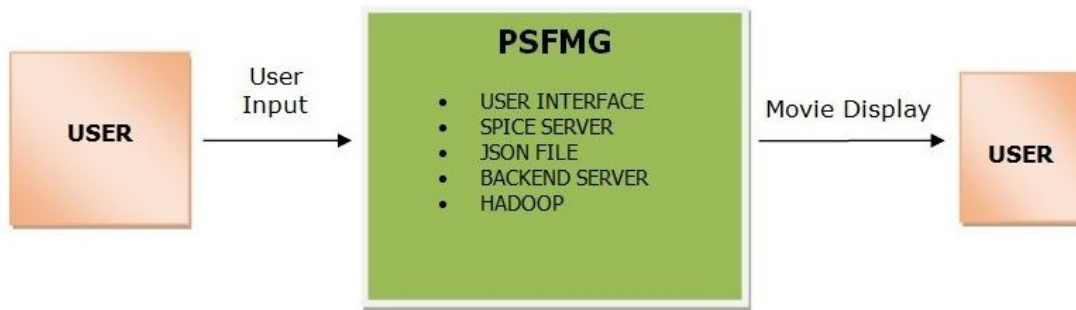 USER
User
Input
PSFMG
• USER INTERFACE
• SPICE SERVER
• JSON FILE
• BACKEND SERVER
• HADOOP
Movie Display
USER